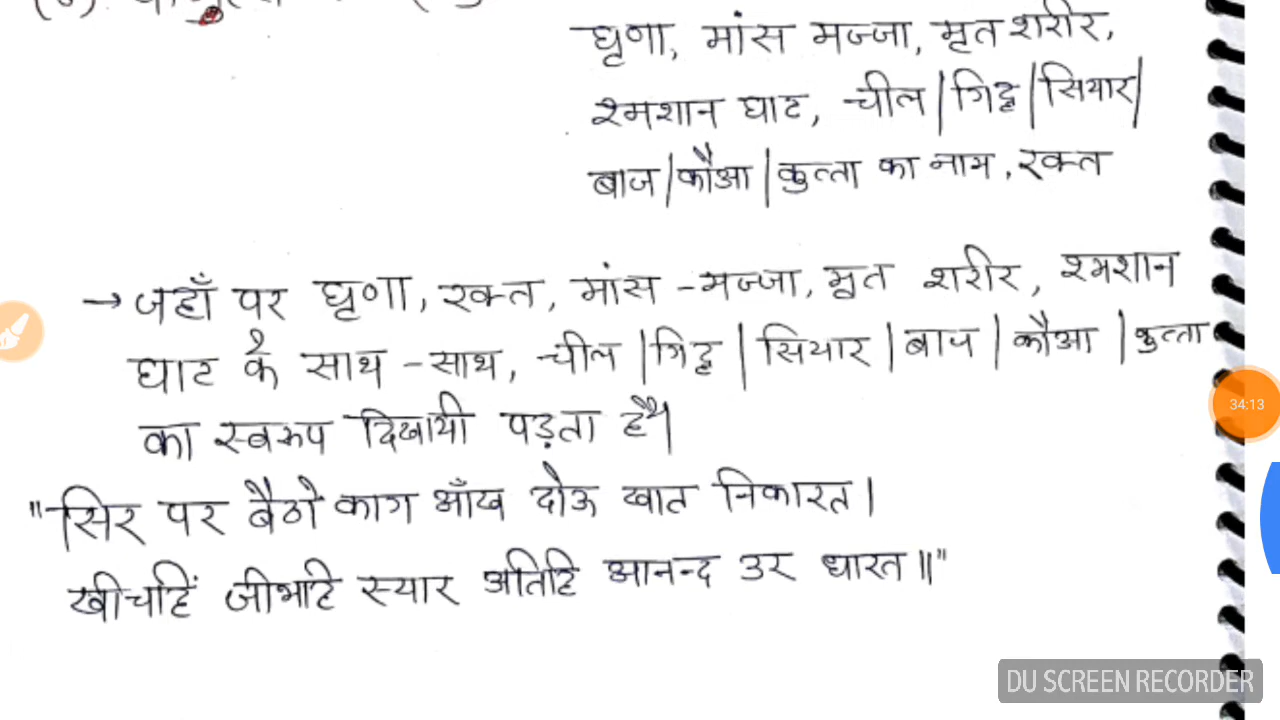 घृणा, मांस मज्जा, मृत शरीर,
श्मशान घाट, चील|गिद्ध|सियार|
बाज|कौआ|कुत्ता का नाम, रक्त
→ जहाँ पर घृणा, रक्त, मांस-मज्जा, मृत शरीर, श्मशान
घाट के साथ-साथ, चील|गिद्ध|सियार|बाज|कौआ|कुत्ता
का स्वरूप दिखायी पड़ता है।
34:13
"सिर पर बैठो काग आँख दोऊ खात निकारत।
खीचहिं जीभहि स्यार अतिहि आनन्द उर धारत॥"
DU SCREEN RECORDER